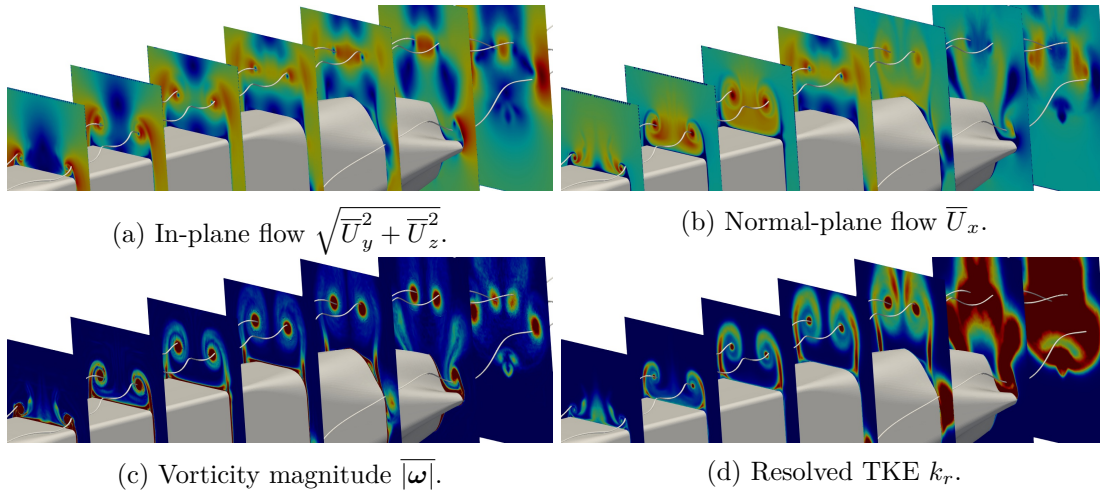 (a) In-plane flow $\sqrt{\overline{U}_y^2 + \overline{U}_z^2}$.
(b) Normal-plane flow $\overline{U}_x$.
(c) Vorticity magnitude $\overline{|\boldsymbol{\omega}|}$.
(d) Resolved TKE $k_r$.